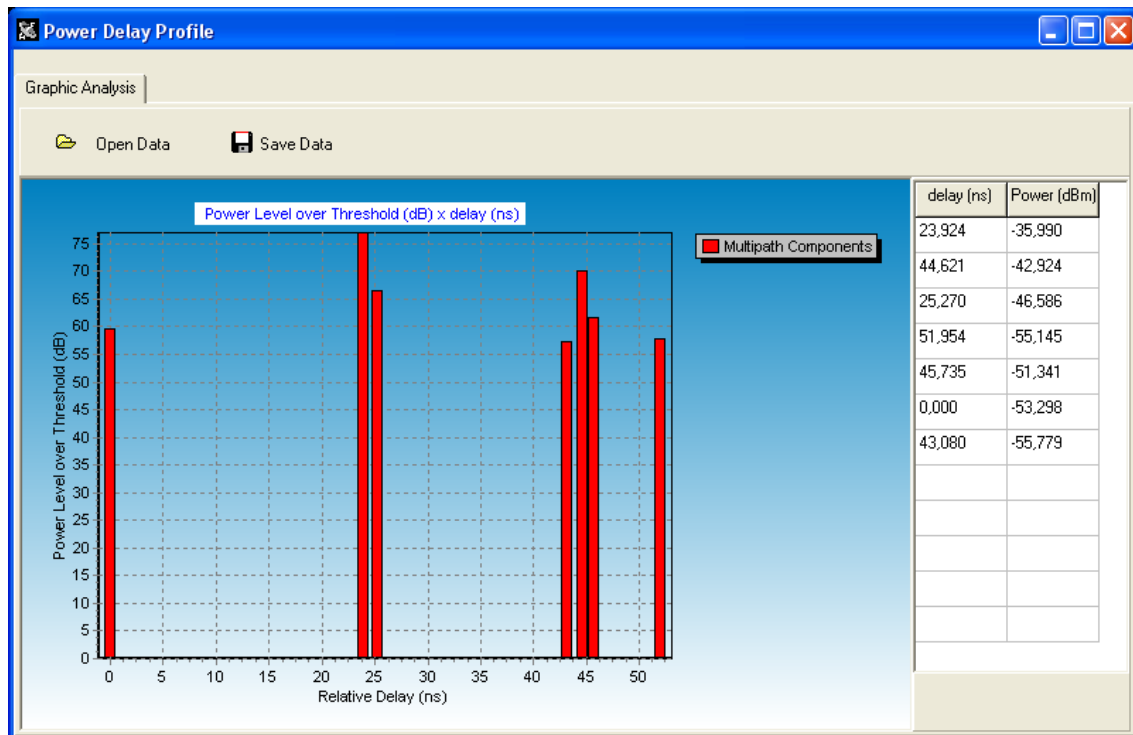 Power Delay Profile
Graphic Analysis
Open Data
Save Data
Power Level over Threshold (dB) x delay (ns)
Multipath Components
Power Level over Threshold (dB)
75
70
65
60
55
50
45
40
35
30
25
20
15
10
5
0
0 5 10 15 20 25 30 35 40 45 50
Relative Delay (ns)
delay (ns) Power (dBm)
23,924 -35,990
44,621 -42,924
25,270 -46,586
51,954 -55,145
45,735 -51,341
0,000 -53,298
43,080 -55,779